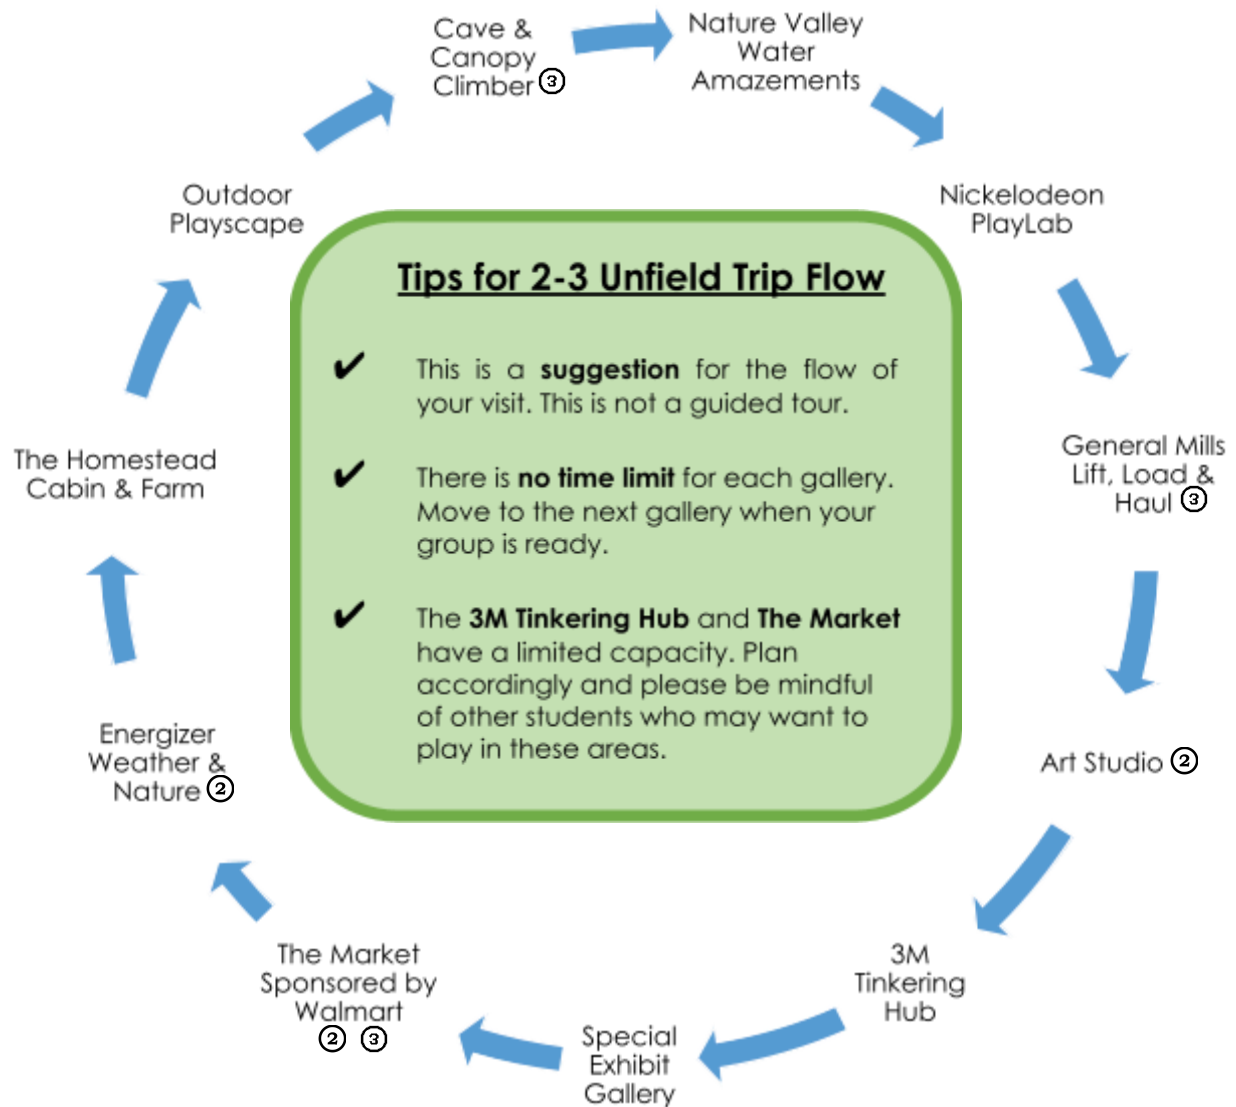 Cave &
Canopy
Climber ③
Nature Valley
Water
Amazements
Nickelodeon
PlayLab
General Mills
Lift, Load &
Haul ③
Art Studio ②
3M
Tinkering
Hub
Special
Exhibit
Gallery
The Market
Sponsored by
Walmart
② ③
Energizer
Weather &
Nature ②
The Homestead
Cabin & Farm
Outdoor
Playscape
Tips for 2-3 Unfield Trip Flow
✔ This is a suggestion for the flow of
your visit. This is not a guided tour.
✔ There is no time limit for each gallery.
Move to the next gallery when your
group is ready.
✔ The 3M Tinkering Hub and The Market
have a limited capacity. Plan
accordingly and please be mindful
of other students who may want to
play in these areas.